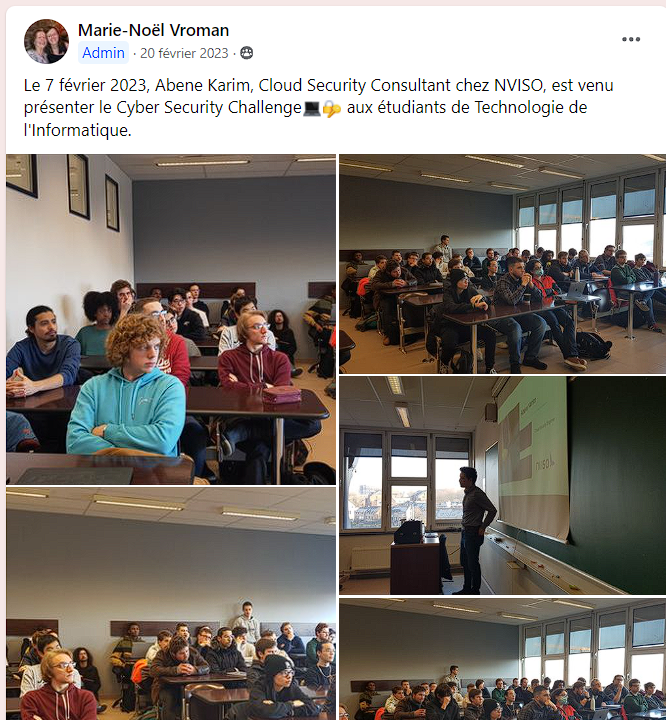 Marie-Noël Vroman
Admin · 20 février 2023 ·
Le 7 février 2023, Abene Karim, Cloud Security Consultant chez NVISO, est venu
présenter le Cyber Security Challenge💻🔐 aux étudiants de Technologie de
l'Informatique.